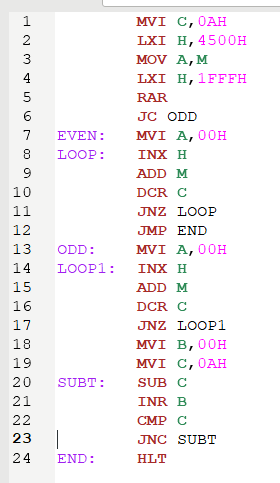 1 MVI C,0AH
2 LXI H,4500H
3 MOV A,M
4 LXI H,1FFFH
5 RAR
6 JC ODD
7 EVEN: MVI A,00H
8 LOOP: INX H
9 ADD M
10 DCR C
11 JNZ LOOP
12 JMP END
13 ODD: MVI A,00H
14 LOOP1: INX H
15 ADD M
16 DCR C
17 JNZ LOOP1
18 MVI B,00H
19 MVI C,0AH
20 SUBT: SUB C
21 INR B
22 CMP C
23 JNC SUBT
24 END: HLT